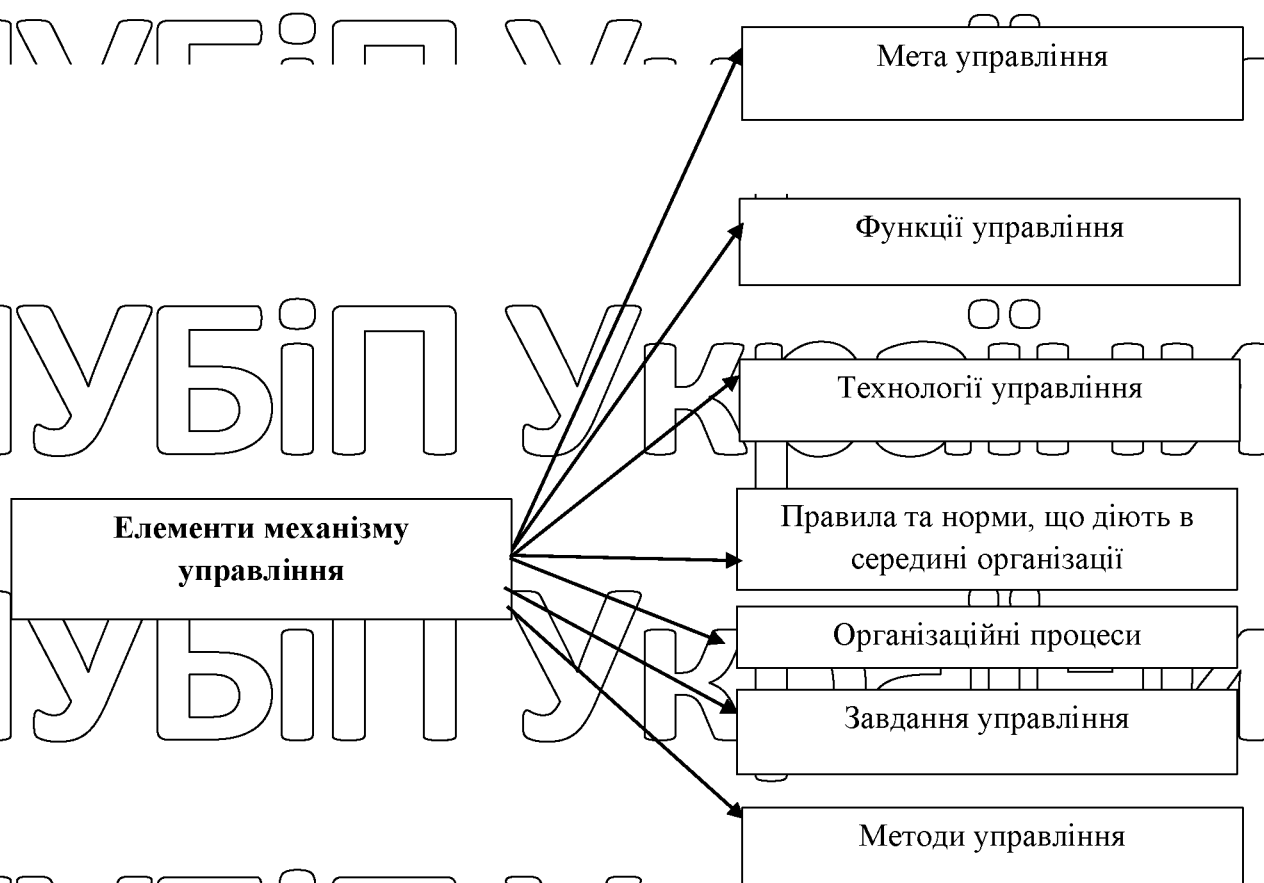 Мета управління
Функції управління
Технології управління
Елементи механізму
управління
Правила та норми, що діють в
середині організації
Організаційні процеси
Завдання управління
Методи управління